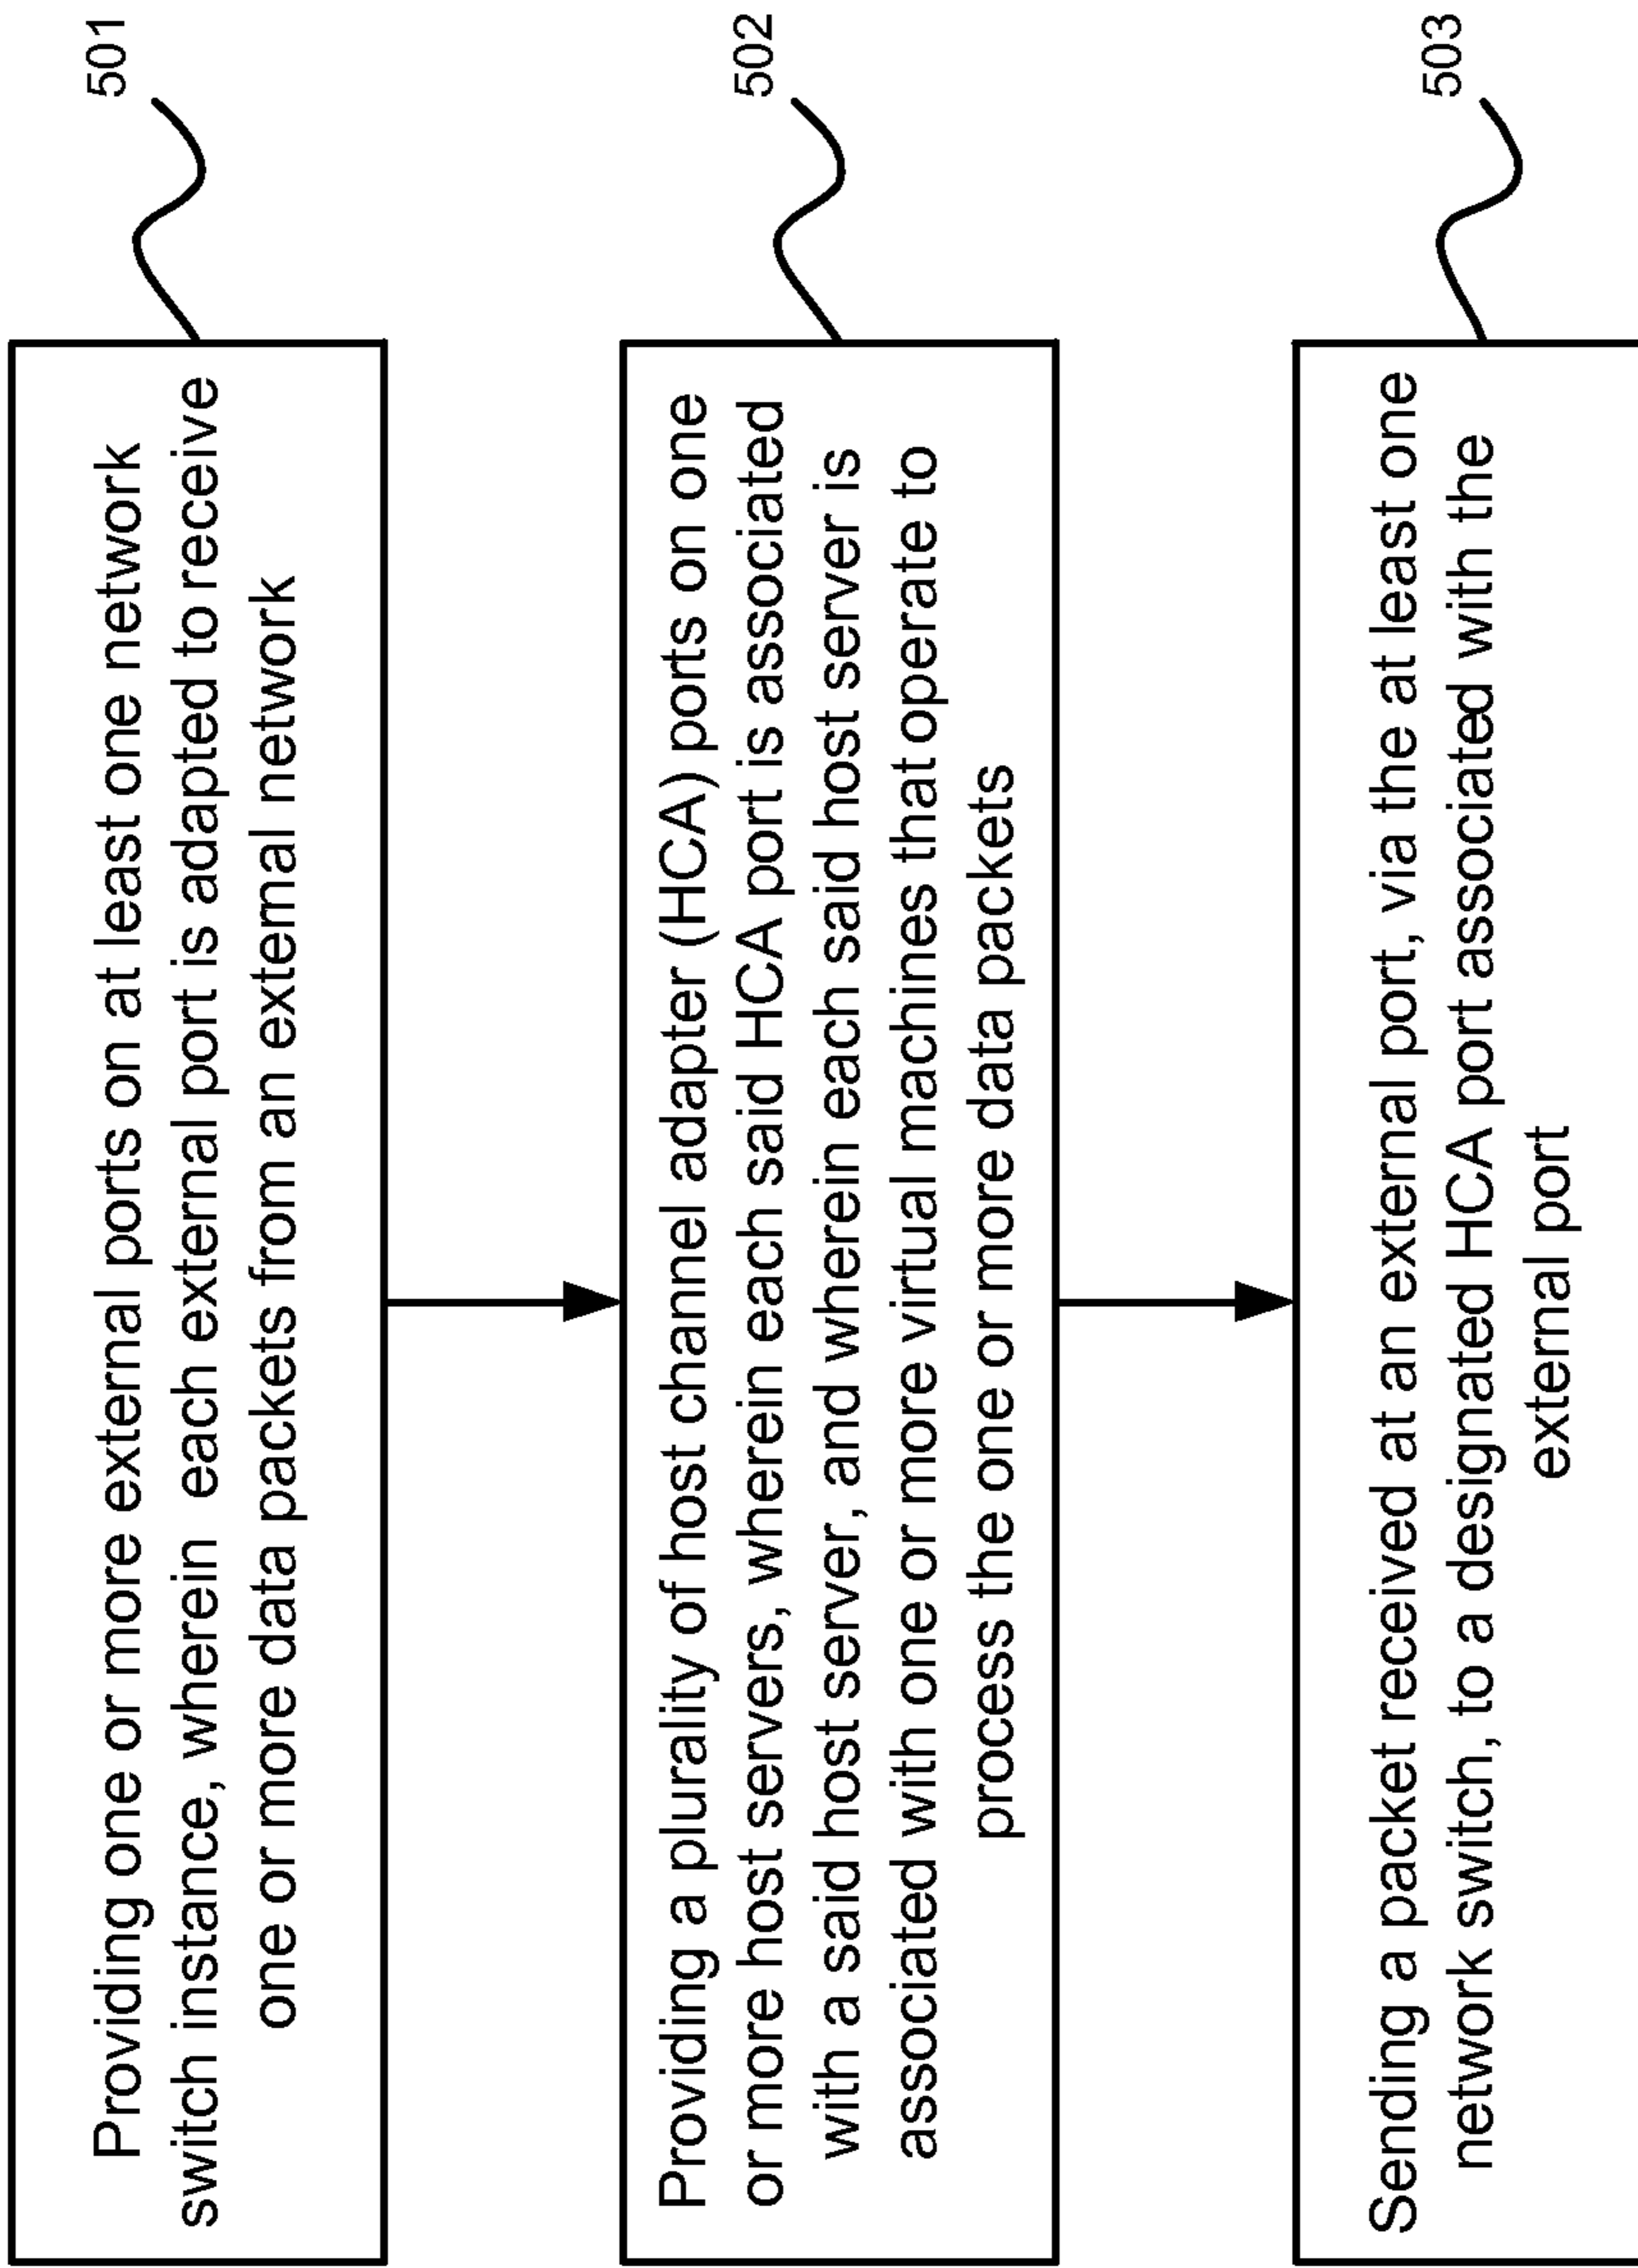 501
Providing one or more external ports on at least one network
switch instance, wherein each external port is adapted to receive
one or more data packets from an external network
502
Providing a plurality of host channel adapter (HCA) ports on one
or more host servers, wherein each said HCA port is associated
with a said host server, and wherein each said host server is
associated with one or more virtual machines that operate to
process the one or more data packets
503
Sending a packet received at an external port, via the at least one
network switch, to a designated HCA port associated with the
external port